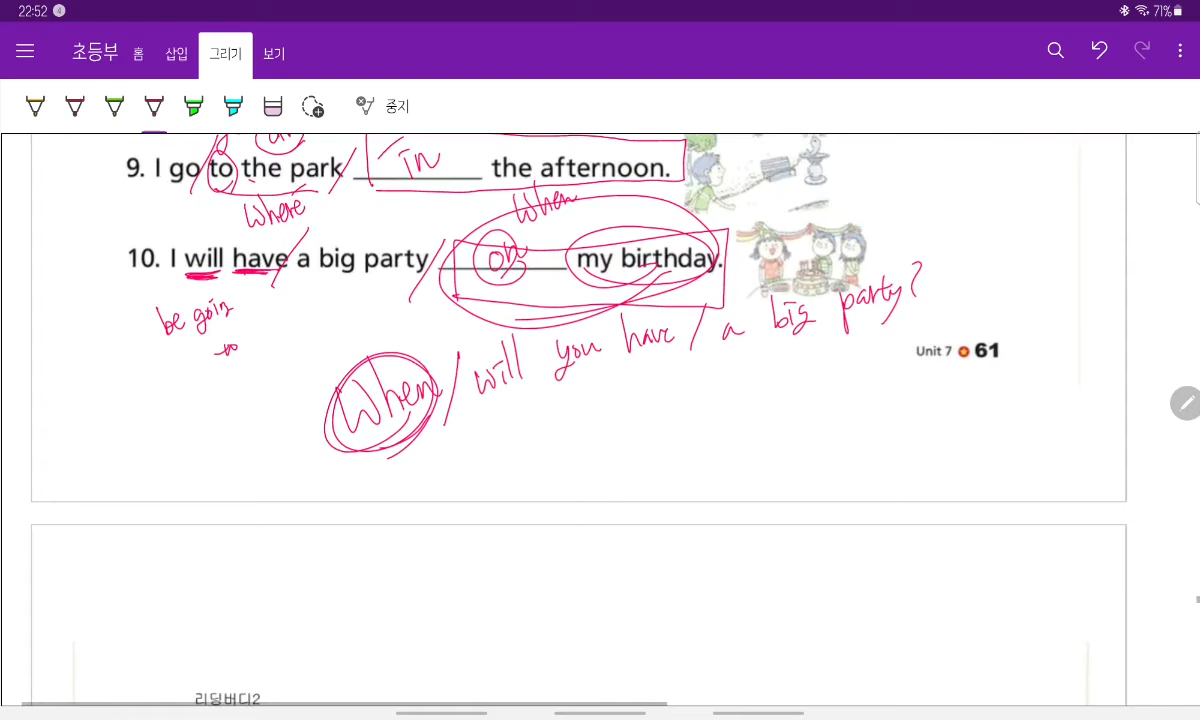 22:52 71%
초등부 홈 삽입 그리기 보기
중지
9. I go to the park in the afternoon.
where when
10. I will have a big party on my birthday.
be going
to
When will you have a big party?
Unit 7 61
리딩버디2